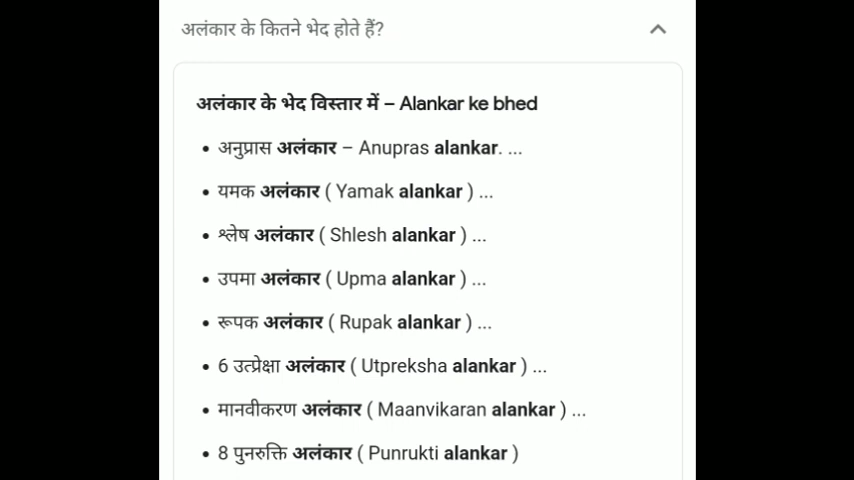 अलंकार के कितने भेद होते हैं?
अलंकार के भेद विस्तार में – Alankar ke bhed
• अनुप्रास अलंकार – Anupras alankar. ...
• यमक अलंकार ( Yamak alankar ) ...
• श्लेष अलंकार ( Shlesh alankar ) ...
• उपमा अलंकार ( Upma alankar ) ...
• रूपक अलंकार ( Rupak alankar ) ...
• 6 उत्प्रेक्षा अलंकार ( Utpreksha alankar ) ...
• मानवीकरण अलंकार ( Maanvikaran alankar ) ...
• 8 पुनरुक्ति अलंकार ( Punrukti alankar )